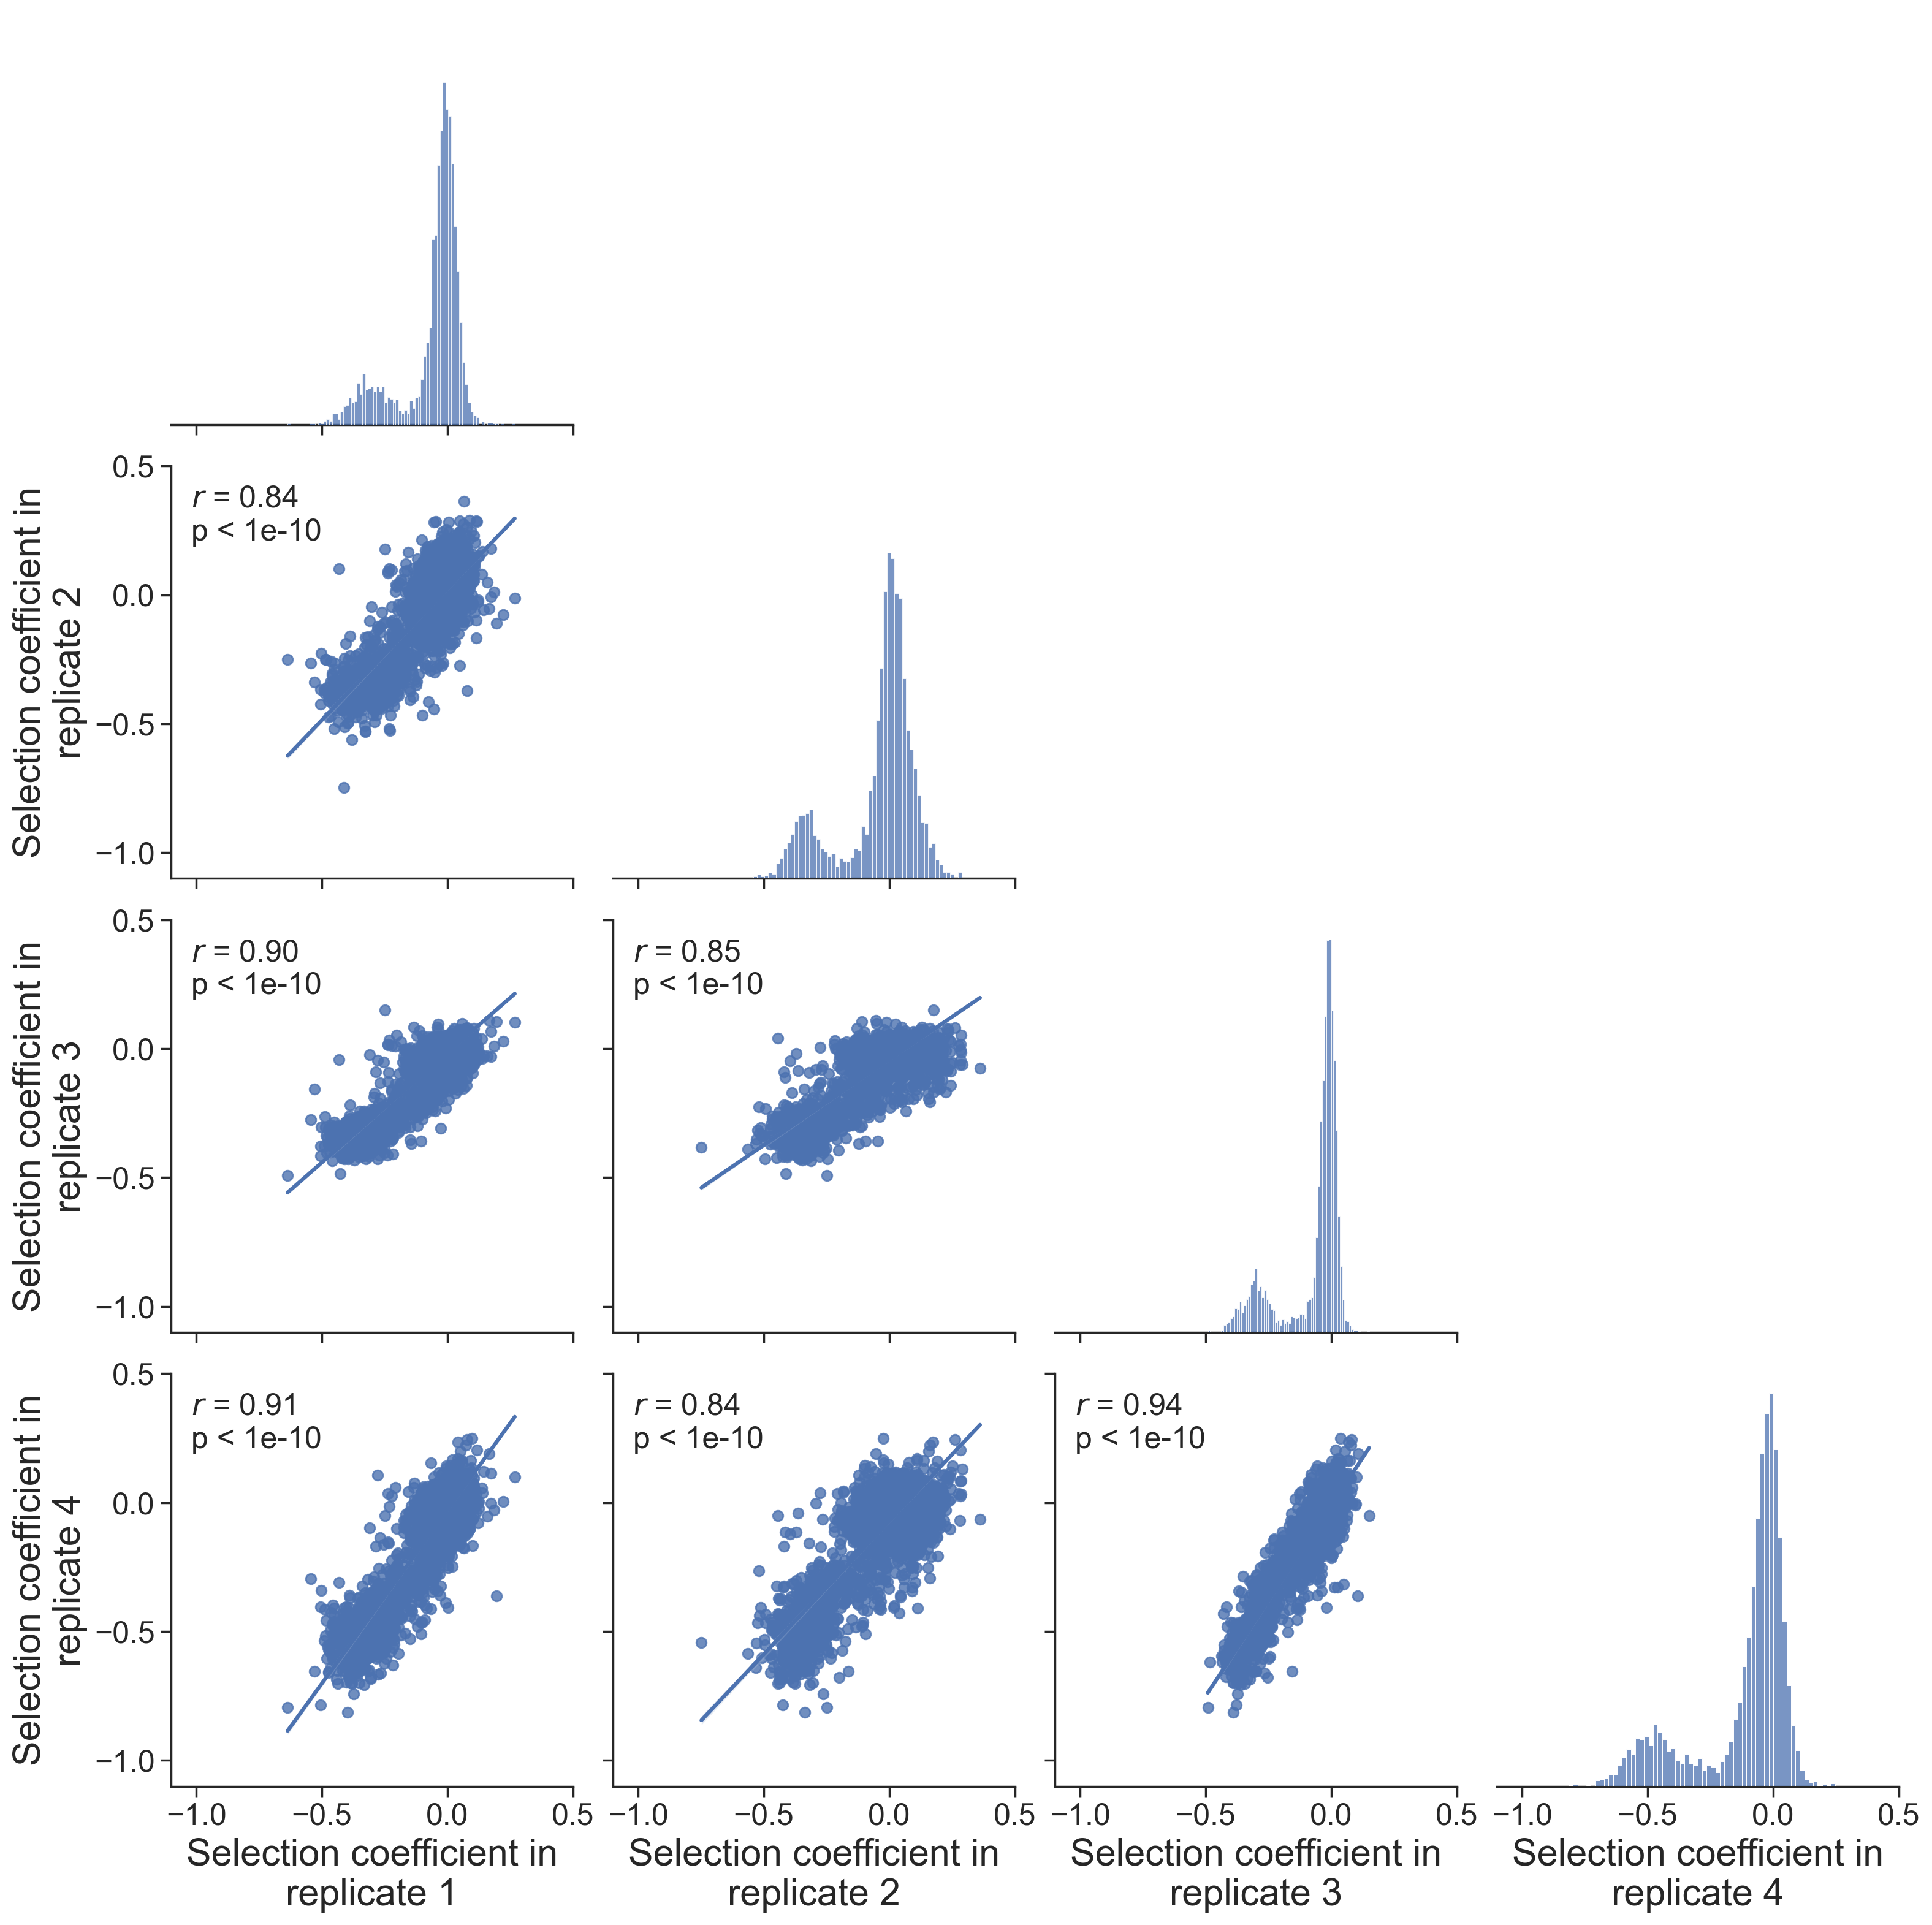 0.5
0.0
−0.5
−1.0
Selection coefficient in
replicate 2
r = 0.84
p < 1e-10
0.5
0.0
−0.5
−1.0
Selection coefficient in
replicate 3
r = 0.90
p < 1e-10
r = 0.85
p < 1e-10
0.5
0.0
−0.5
−1.0
Selection coefficient in
replicate 4
r = 0.91
p < 1e-10
r = 0.84
p < 1e-10
r = 0.94
p < 1e-10
−1.0 −0.5 0.0 0.5
−1.0 −0.5 0.0 0.5
−1.0 −0.5 0.0 0.5
−1.0 −0.5 0.0 0.5
Selection coefficient in
replicate 1
Selection coefficient in
replicate 2
Selection coefficient in
replicate 3
Selection coefficient in
replicate 4